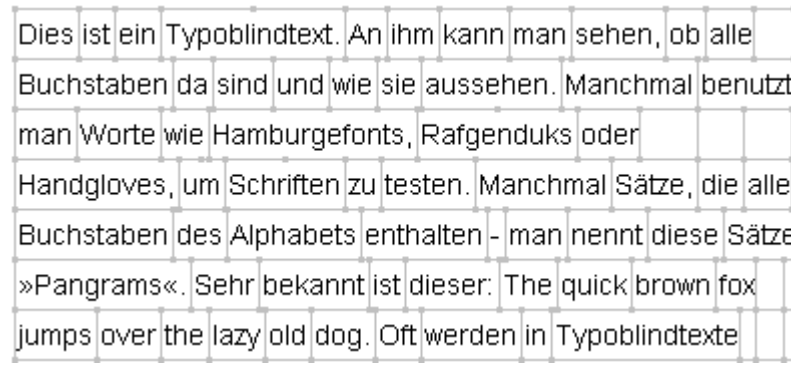 Dies ist ein Typoblindtext. An ihm kann man sehen, ob alle
Buchstaben da sind und wie sie aussehen. Manchmal benutzt
man Worte wie Hamburgefonts, Rafgenduks oder
Handgloves, um Schriften zu testen. Manchmal Sätze, die alle
Buchstaben des Alphabets enthalten - man nennt diese Sätze
»Pangrams«. Sehr bekannt ist dieser: The quick brown fox
jumps over the lazy old dog. Oft werden in Typoblindtexte